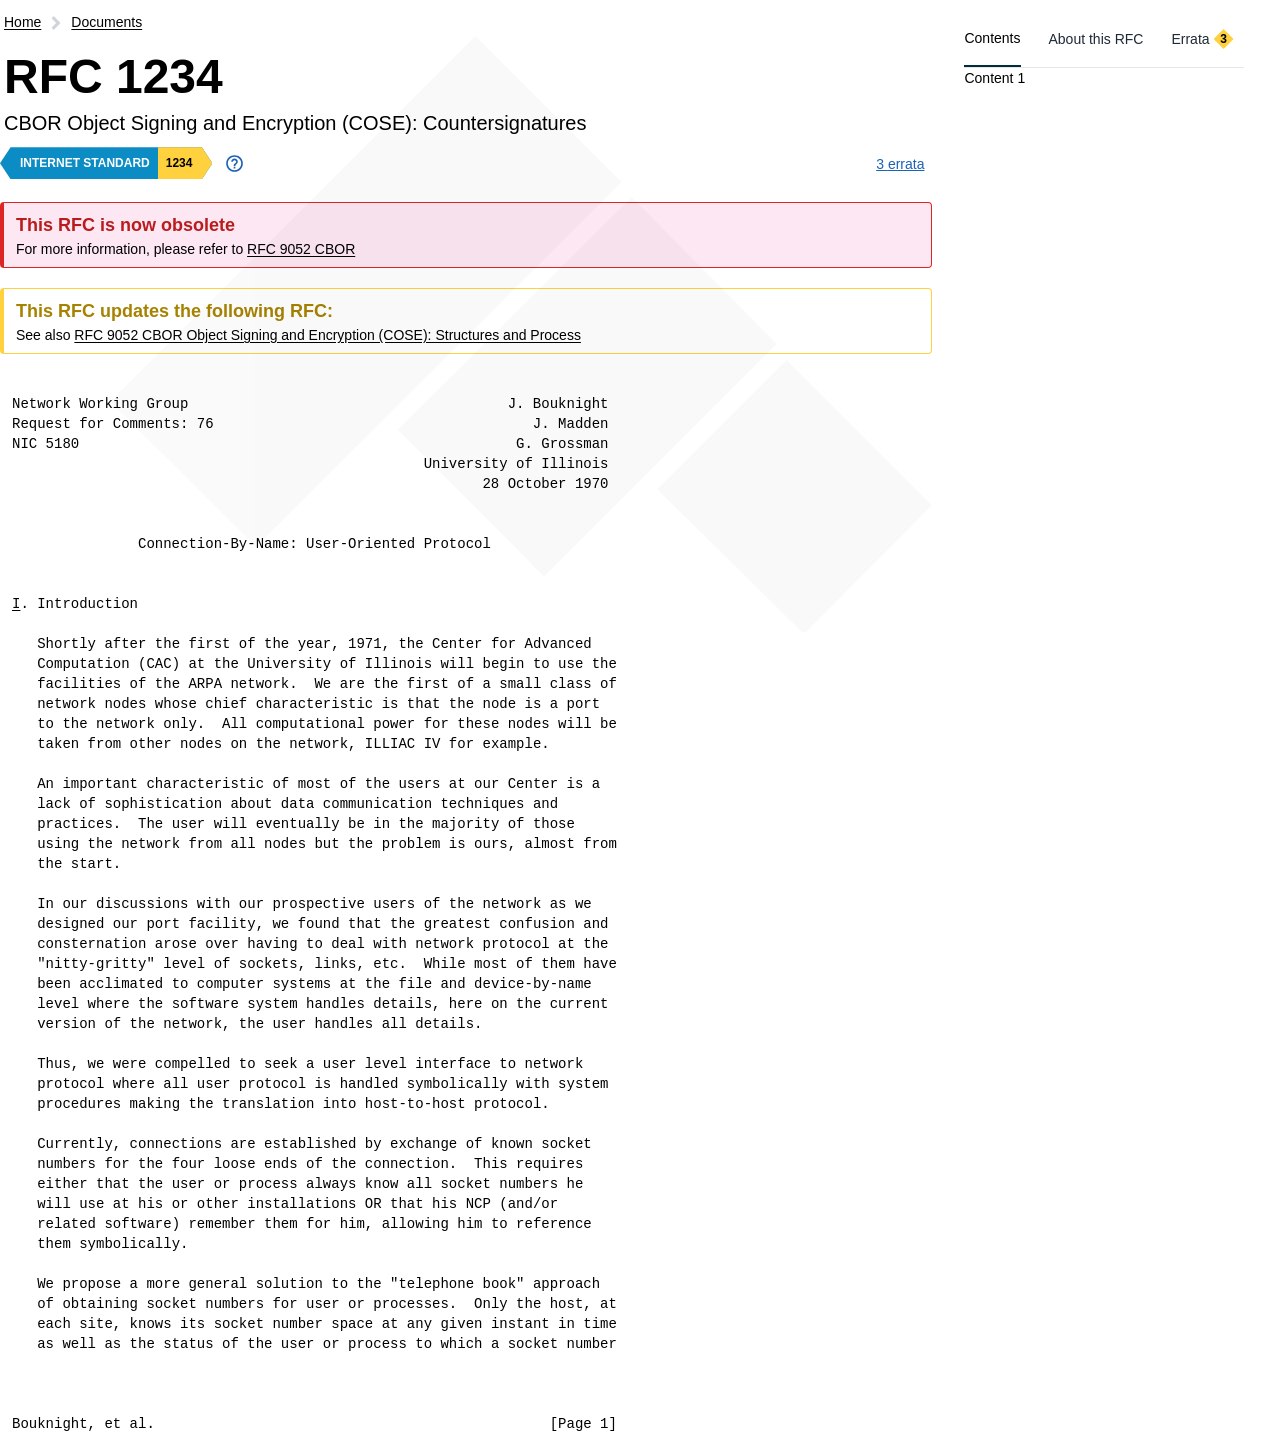 Home Documents
RFC 1234
CBOR Object Signing and Encryption (COSE): Countersignatures
INTERNET STANDARD 1234 3 errata
This RFC is now obsolete
For more information, please refer to RFC 9052 CBOR
This RFC updates the following RFC:
See also RFC 9052 CBOR Object Signing and Encryption (COSE): Structures and Process
Network Working Group J. Bouknight
Request for Comments: 76 J. Madden
NIC 5180 G. Grossman
University of Illinois
28 October 1970
Connection-By-Name: User-Oriented Protocol
I. Introduction
Shortly after the first of the year, 1971, the Center for Advanced
Computation (CAC) at the University of Illinois will begin to use the
facilities of the ARPA network.  We are the first of a small class of
network nodes whose chief characteristic is that the node is a port
to the network only.  All computational power for these nodes will be
taken from other nodes on the network, ILLIAC IV for example.
An important characteristic of most of the users at our Center is a
lack of sophistication about data communication techniques and
practices.  The user will eventually be in the majority of those
using the network from all nodes but the problem is ours, almost from
the start.
In our discussions with our prospective users of the network as we
designed our port facility, we found that the greatest confusion and
consternation arose over having to deal with network protocol at the
"nitty-gritty" level of sockets, links, etc.  While most of them have
been acclimated to computer systems at the file and device-by-name
level where the software system handles details, here on the current
version of the network, the user handles all details.
Thus, we were compelled to seek a user level interface to network
protocol where all user protocol is handled symbolically with system
procedures making the translation into host-to-host protocol.
Currently, connections are established by exchange of known socket
numbers for the four loose ends of the connection.  This requires
either that the user or process always know all socket numbers he
will use at his or other installations OR that his NCP (and/or
related software) remember them for him, allowing him to reference
them symbolically.
We propose a more general solution to the "telephone book" approach
of obtaining socket numbers for user or processes.  Only the host, at
each site, knows its socket number space at any given instant in time
as well as the status of the user or process to which a socket number
Bouknight, et al. [Page 1]
Contents About this RFC Errata 3
Content 1